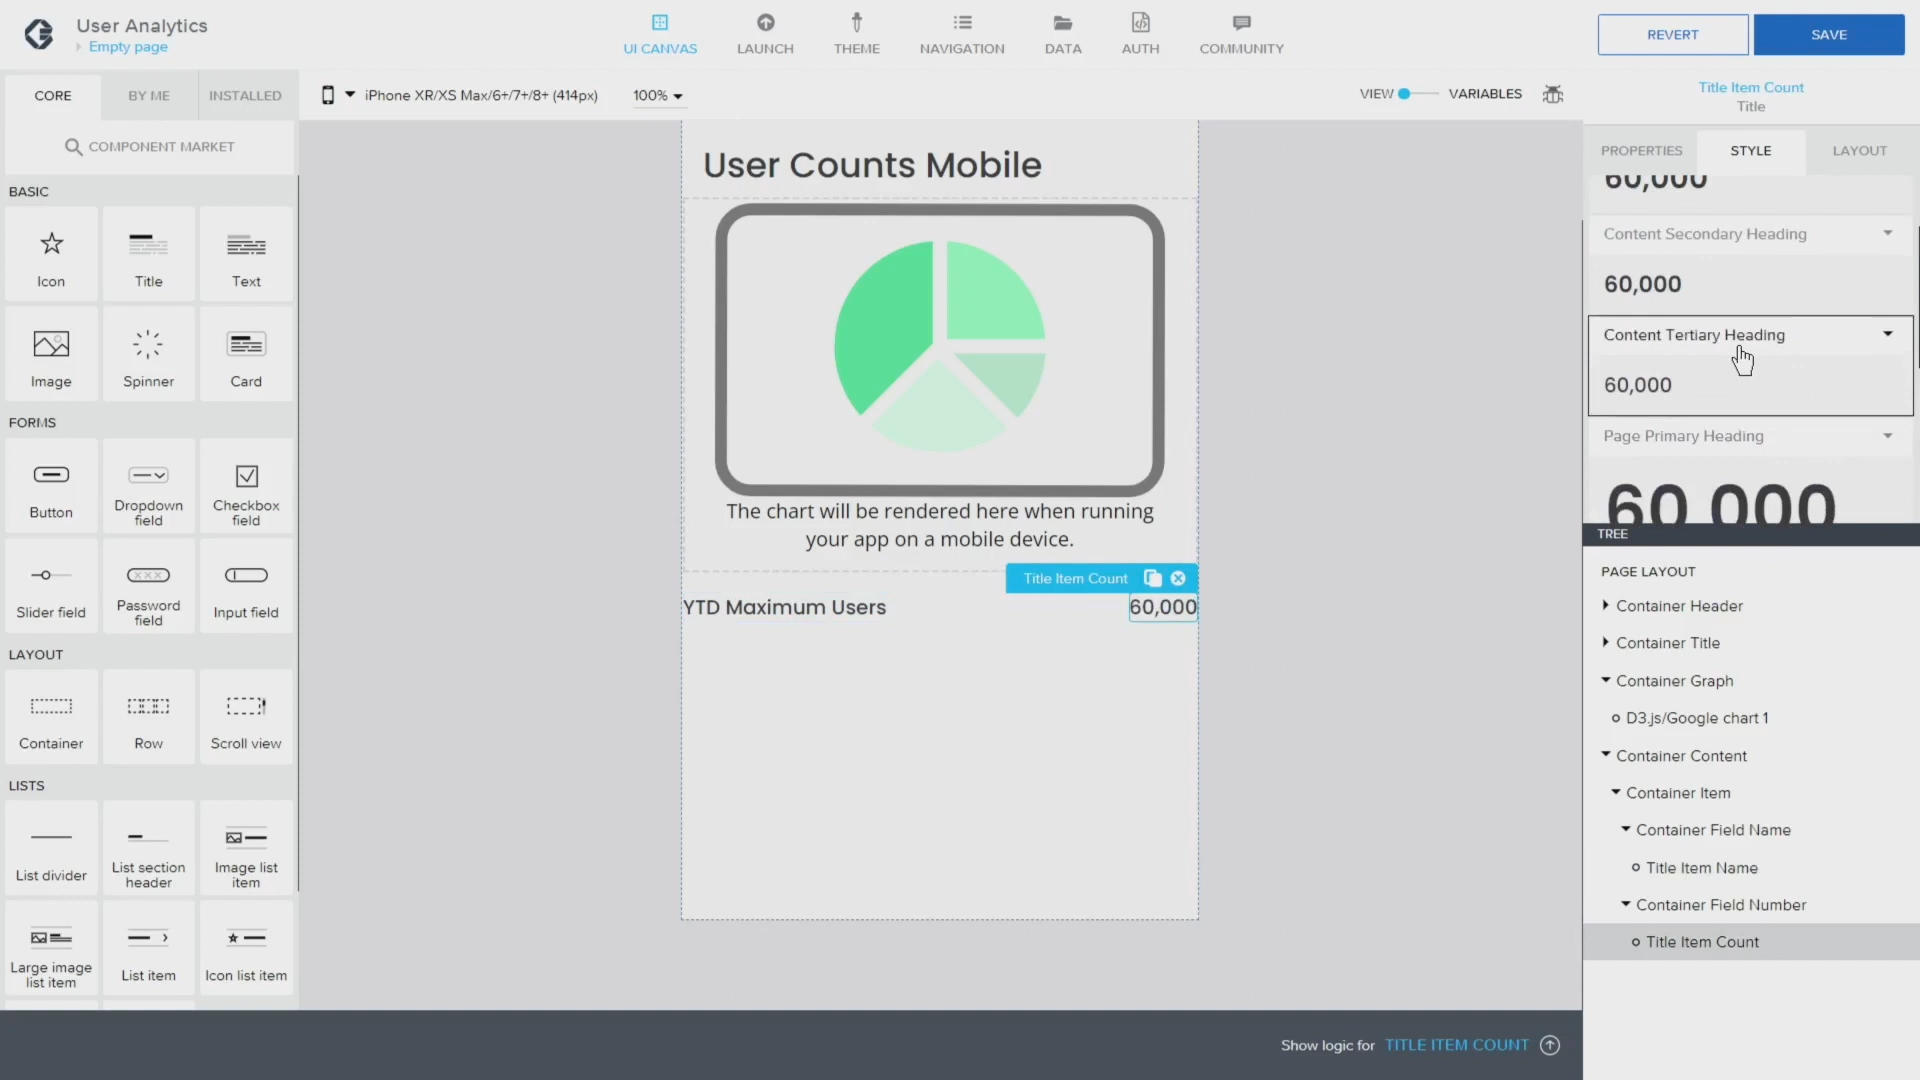 User Analytics
Empty page
UI CANVAS
LAUNCH
THEME
NAVIGATION
DATA
AUTH
COMMUNITY
REVERT
SAVE
CORE
BY ME
INSTALLED
iPhone XR/XS Max/6+/7+/8+ (414px)
100%
VIEW
VARIABLES
Title Item Count
Title
COMPONENT MARKET
PROPERTIES
STYLE
LAYOUT
BASIC
Icon
Title
Text
Image
Spinner
Card
FORMS
Button
Dropdown
field
Checkbox
field
Slider field
Password
field
Input field
LAYOUT
Container
Row
Scroll view
LISTS
List divider
List section
header
Image list
item
Large image
list item
List item
Icon list item
User Counts Mobile
The chart will be rendered here when running
your app on a mobile device.
Title Item Count
YTD Maximum Users
60,000
60,000
Content Secondary Heading
60,000
Content Tertiary Heading
60,000
Page Primary Heading
60,000
TREE
PAGE LAYOUT
Container Header
Container Title
Container Graph
D3.js/Google chart 1
Container Content
Container Item
Container Field Name
Title Item Name
Container Field Number
Title Item Count
Show logic for TITLE ITEM COUNT